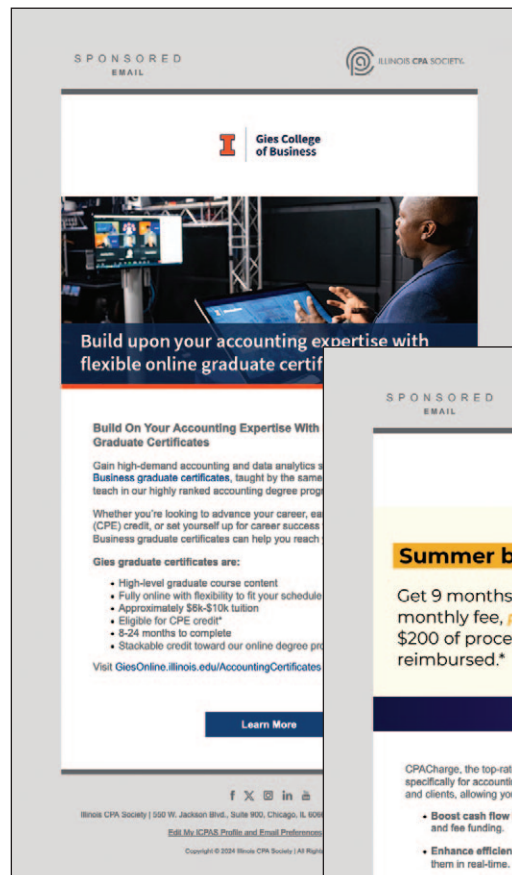 SPONSORED
EMAIL
ILLINOIS CPA SOCIETY.
Gies College
of Business
Build upon your accounting expertise with
flexible online graduate certif
Build On Your Accounting Expertise With
Graduate Certificates
Gain high-demand accounting and data analytics s
Business graduate certificates, taught by the same
teach in our highly ranked accounting degree prog
Whether you're looking to advance your career, ea
(CPE) credit, or set yourself up for career success
Business graduate certificates can help you reach
Gies graduate certificates are:
• High-level graduate course content
• Fully online with flexibility to fit your schedule
• Approximately $6k-$10k tuition
• Eligible for CPE credit*
• 8-24 months to complete
• Stackable credit toward our online degree pro
Visit GiesOnline.illinois.edu/AccountingCertificates
Learn More
Illinois CPA Society | 550 W. Jackson Blvd., Suite 900, Chicago, IL 606
Edit My ICPAS Profile and Email Preferences
Copyright © 2024 Illinois CPA Society | All Rights
SPONSORED
EMAIL
Summer b
Get 9 months
monthly fee,
$200 of proce
reimbursed.*
CPACharge, the top-rat
specifically for accountin
and clients, allowing you
• Boost cash flow
and fee funding.
• Enhance efficien
them in real-time.